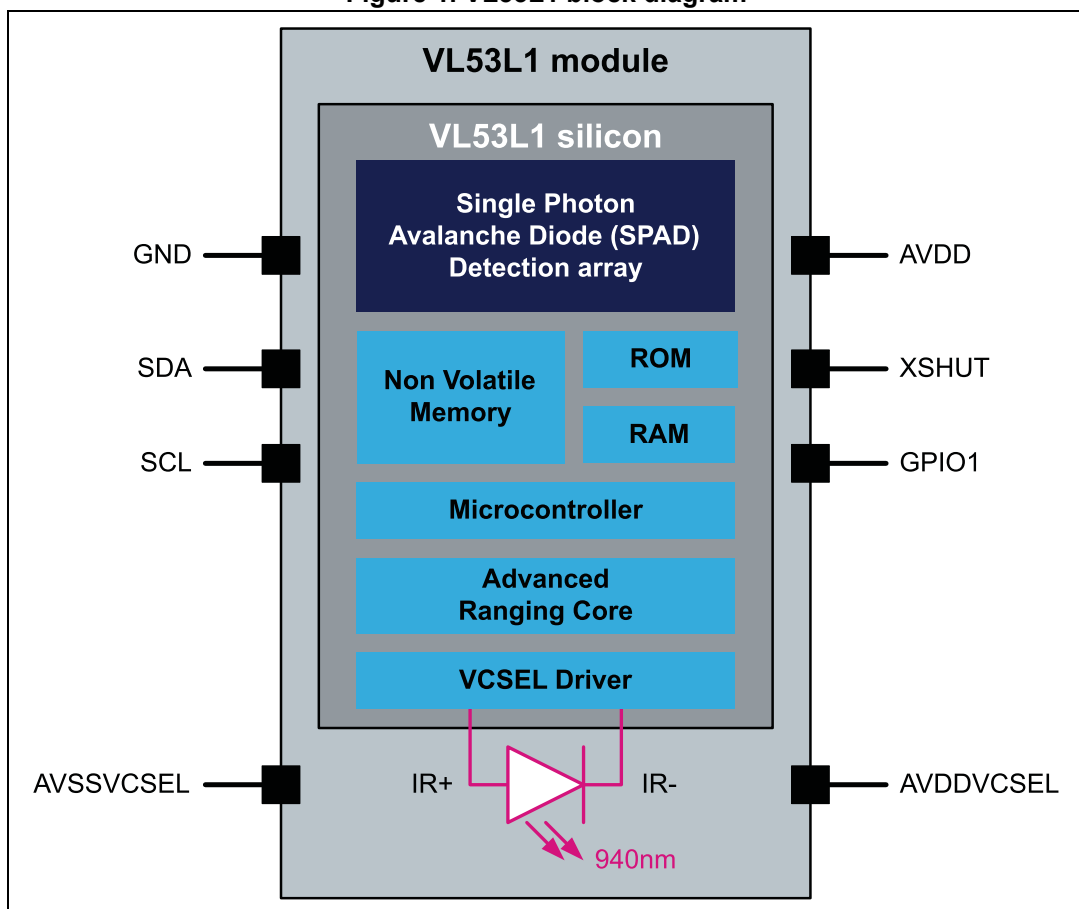 VL53L1 module
VL53L1 silicon
Single Photon
Avalanche Diode (SPAD)
Detection array
GND
AVDD
SDA
Non Volatile
Memory
ROM
XSHUT
SCL
RAM
GPIO1
Microcontroller
Advanced
Ranging Core
VCSEL Driver
AVSSVCSEL
IR+
IR-
AVDDVCSEL
940nm